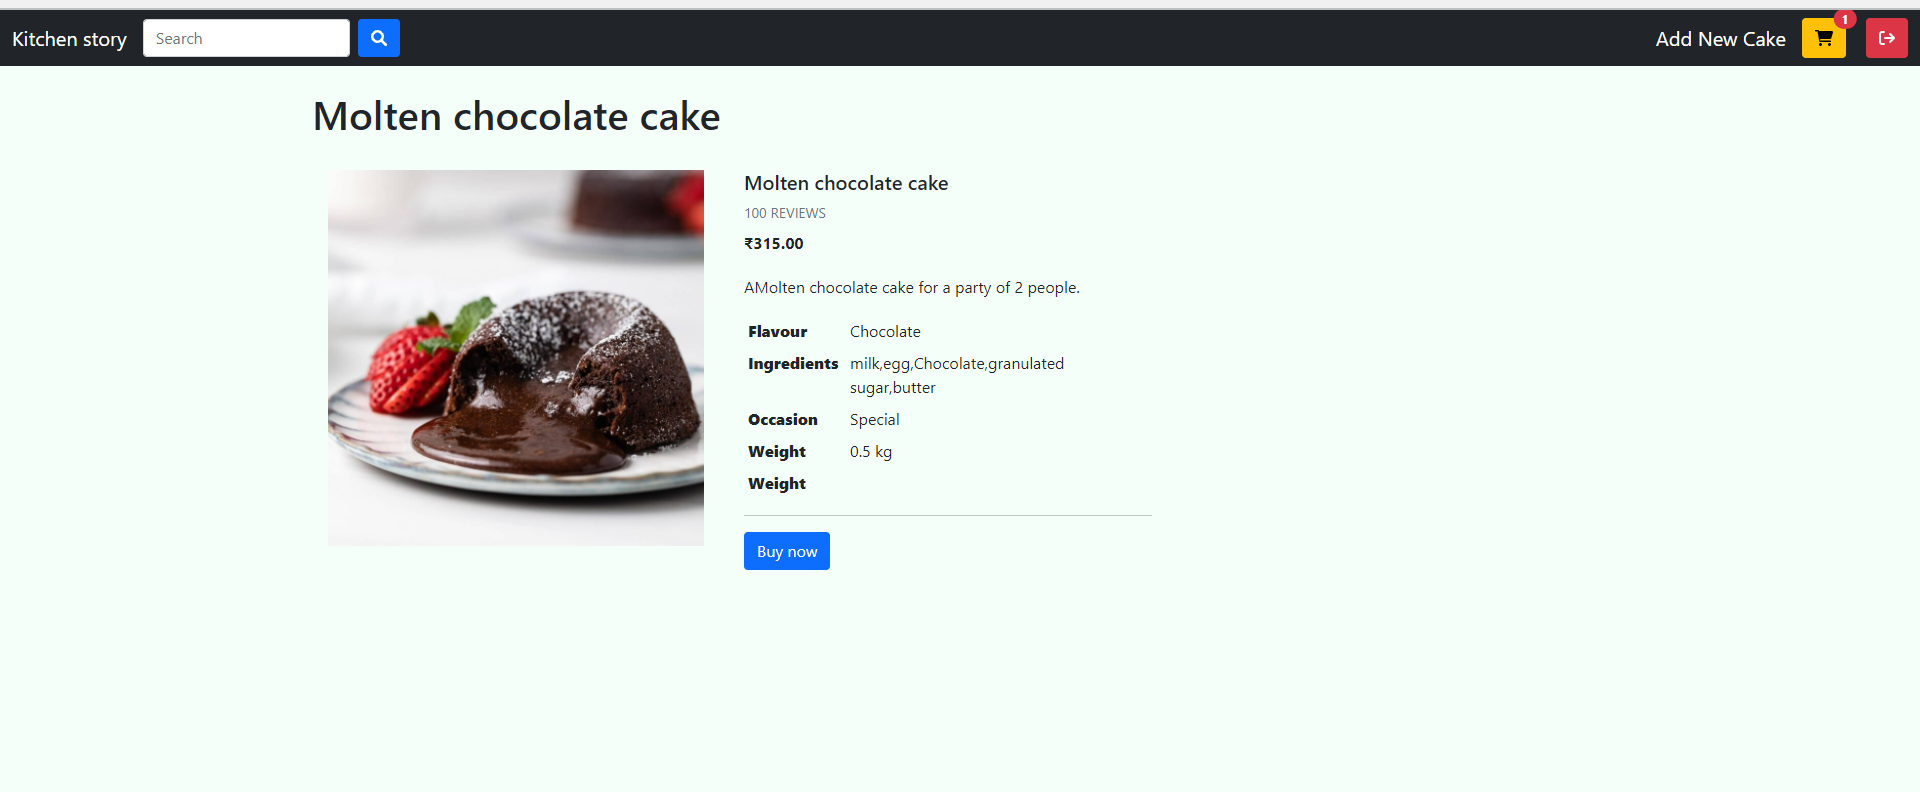 Kitchen story
Search
Add New Cake
1
Molten chocolate cake
Molten chocolate cake
100 REVIEWS
₹315.00
AMolten chocolate cake for a party of 2 people.
Flavour Chocolate
Ingredients milk,egg,Chocolate,granulated
sugar,butter
Occasion Special
Weight 0.5 kg
Weight
Buy now